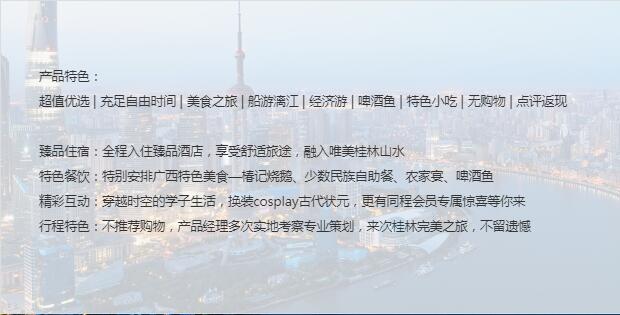 产品特色：
超值优选 | 充足自由时间 | 美食之旅 | 船游漓江 | 经济游 | 啤酒鱼 | 特色小吃 | 无购物 | 点评返现
臻品住宿：全程入住臻品酒店，享受舒适旅途，融入唯美桂林山水
特色餐饮：特别安排广西特色美食—椿记烧鹅、少数民族自助餐、农家宴、啤酒鱼
精彩互动：穿越时空的学子生活，换装cosplay古代状元，更有同程会员专属惊喜等你来
行程特色：不推荐购物，产品经理多次实地考察专业策划，来次桂林完美之旅，不留遗憾